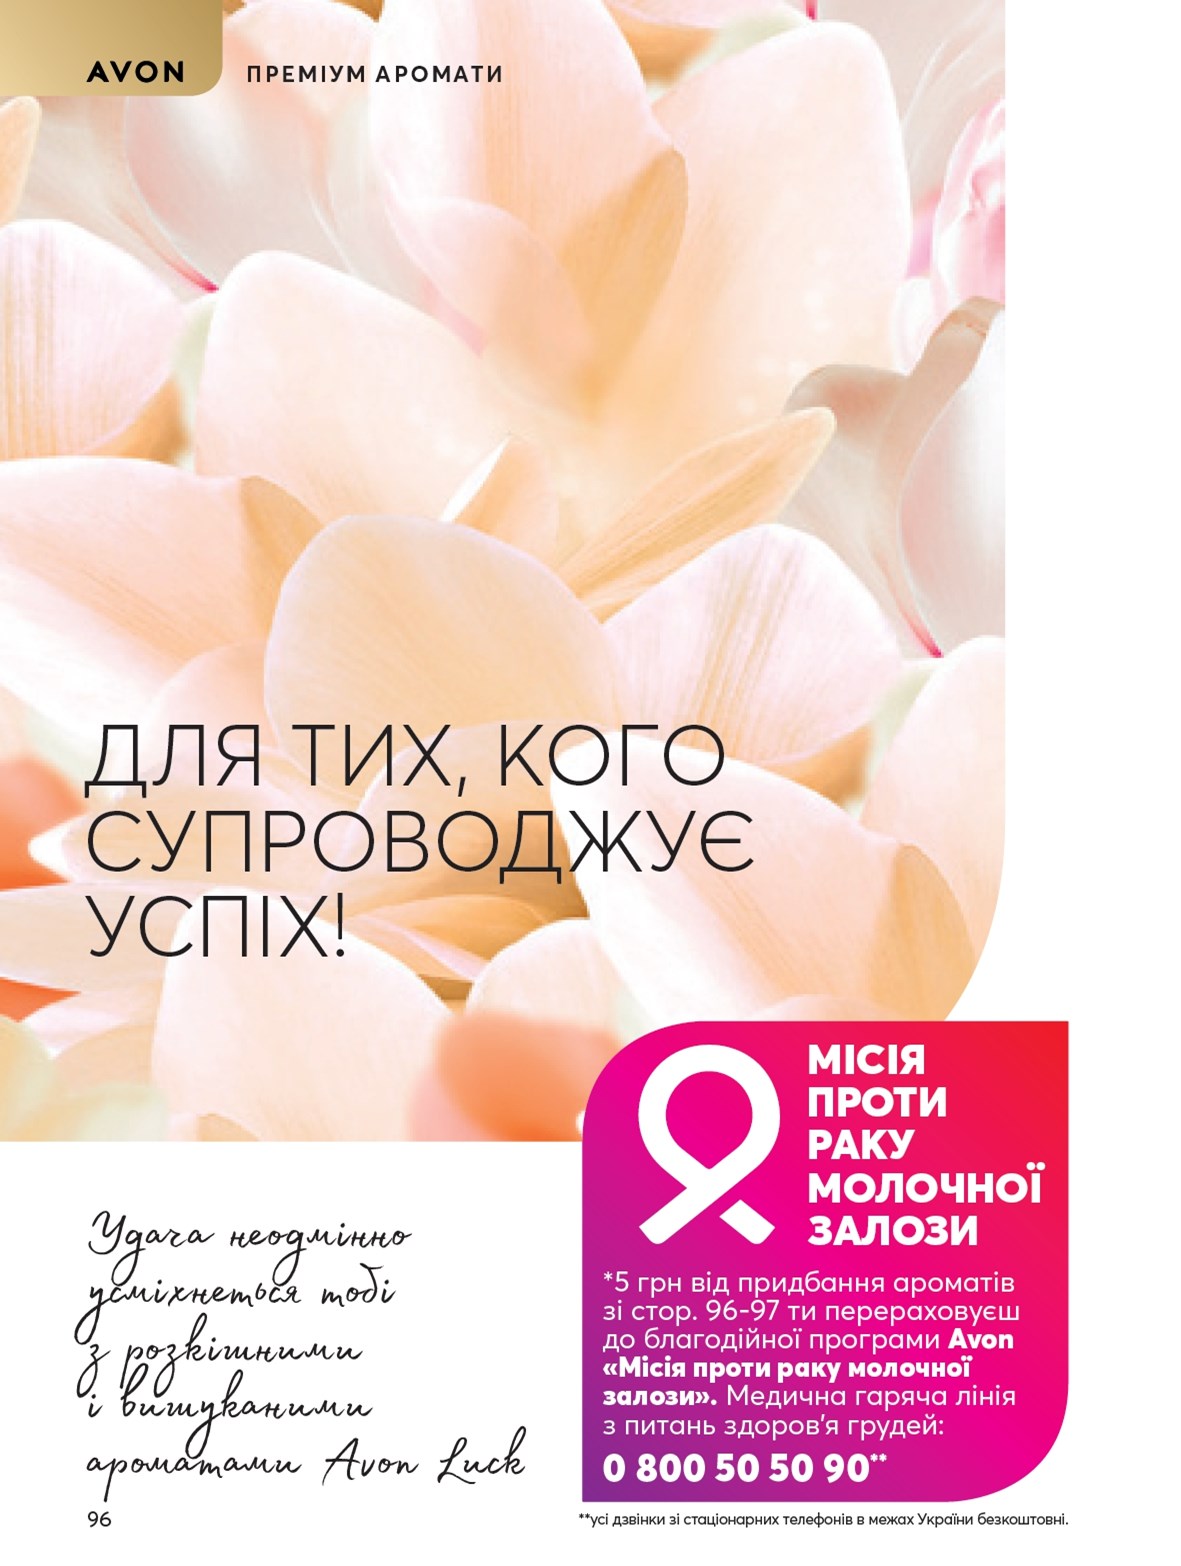 AVON
ПРЕМІУМ АРОМАТИ
ДЛЯ ТИХ, КОГО
СУПРОВОДЖУЄ
УСПІХ!
МІСІЯ
ПРОТИ
РАКУ
МОЛОЧНОЇ
ЗАЛОЗИ
*5 грн від придбання ароматів
зі стор. 96-97 ти перераховуєш
до благодійної програми Avon
«Місія проти раку молочної
залози». Медична гаряча лінія
з питань здоров’я грудей:
0 800 50 50 90**
Удача неодмінно
усміхнеться тобі
з розкішними
і вишуканими
ароматами Avon Luck
96
**усі дзвінки зі стаціонарних телефонів в межах України безкоштовні.